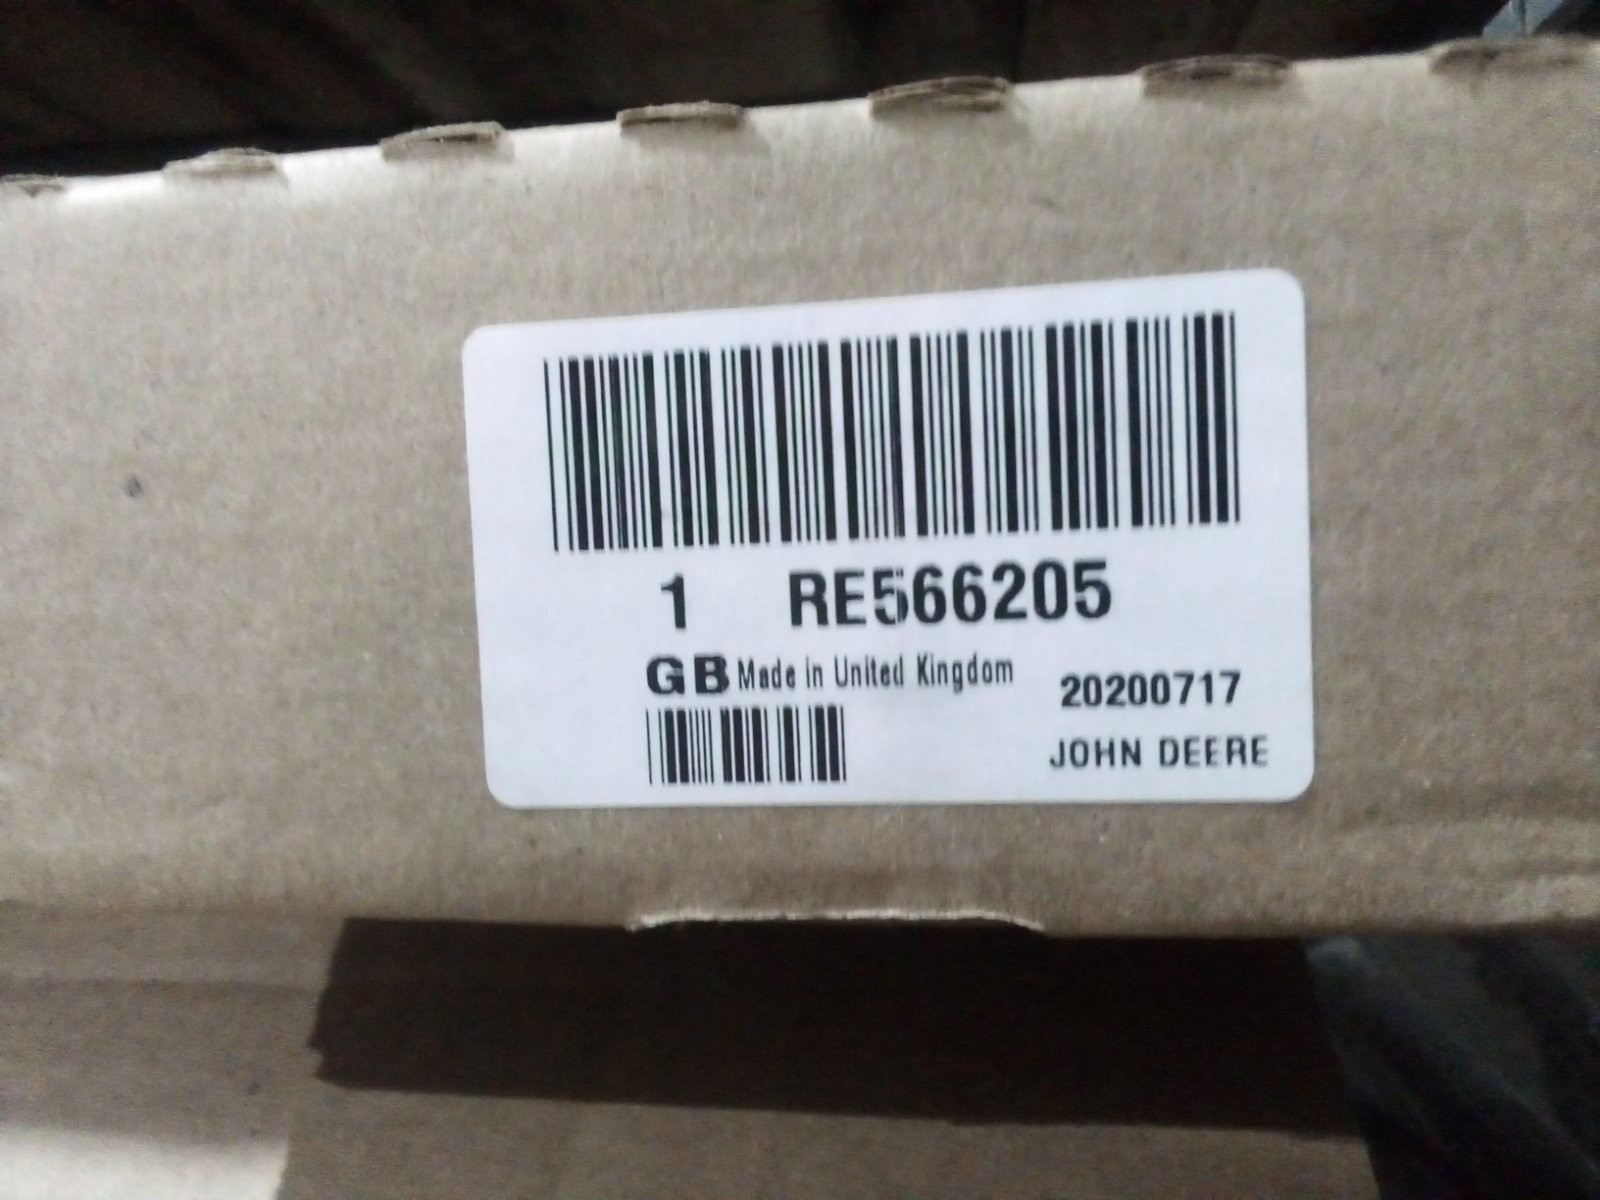 1 RE566205
GB Made in United Kingdom
20200717
JOHN DEERE